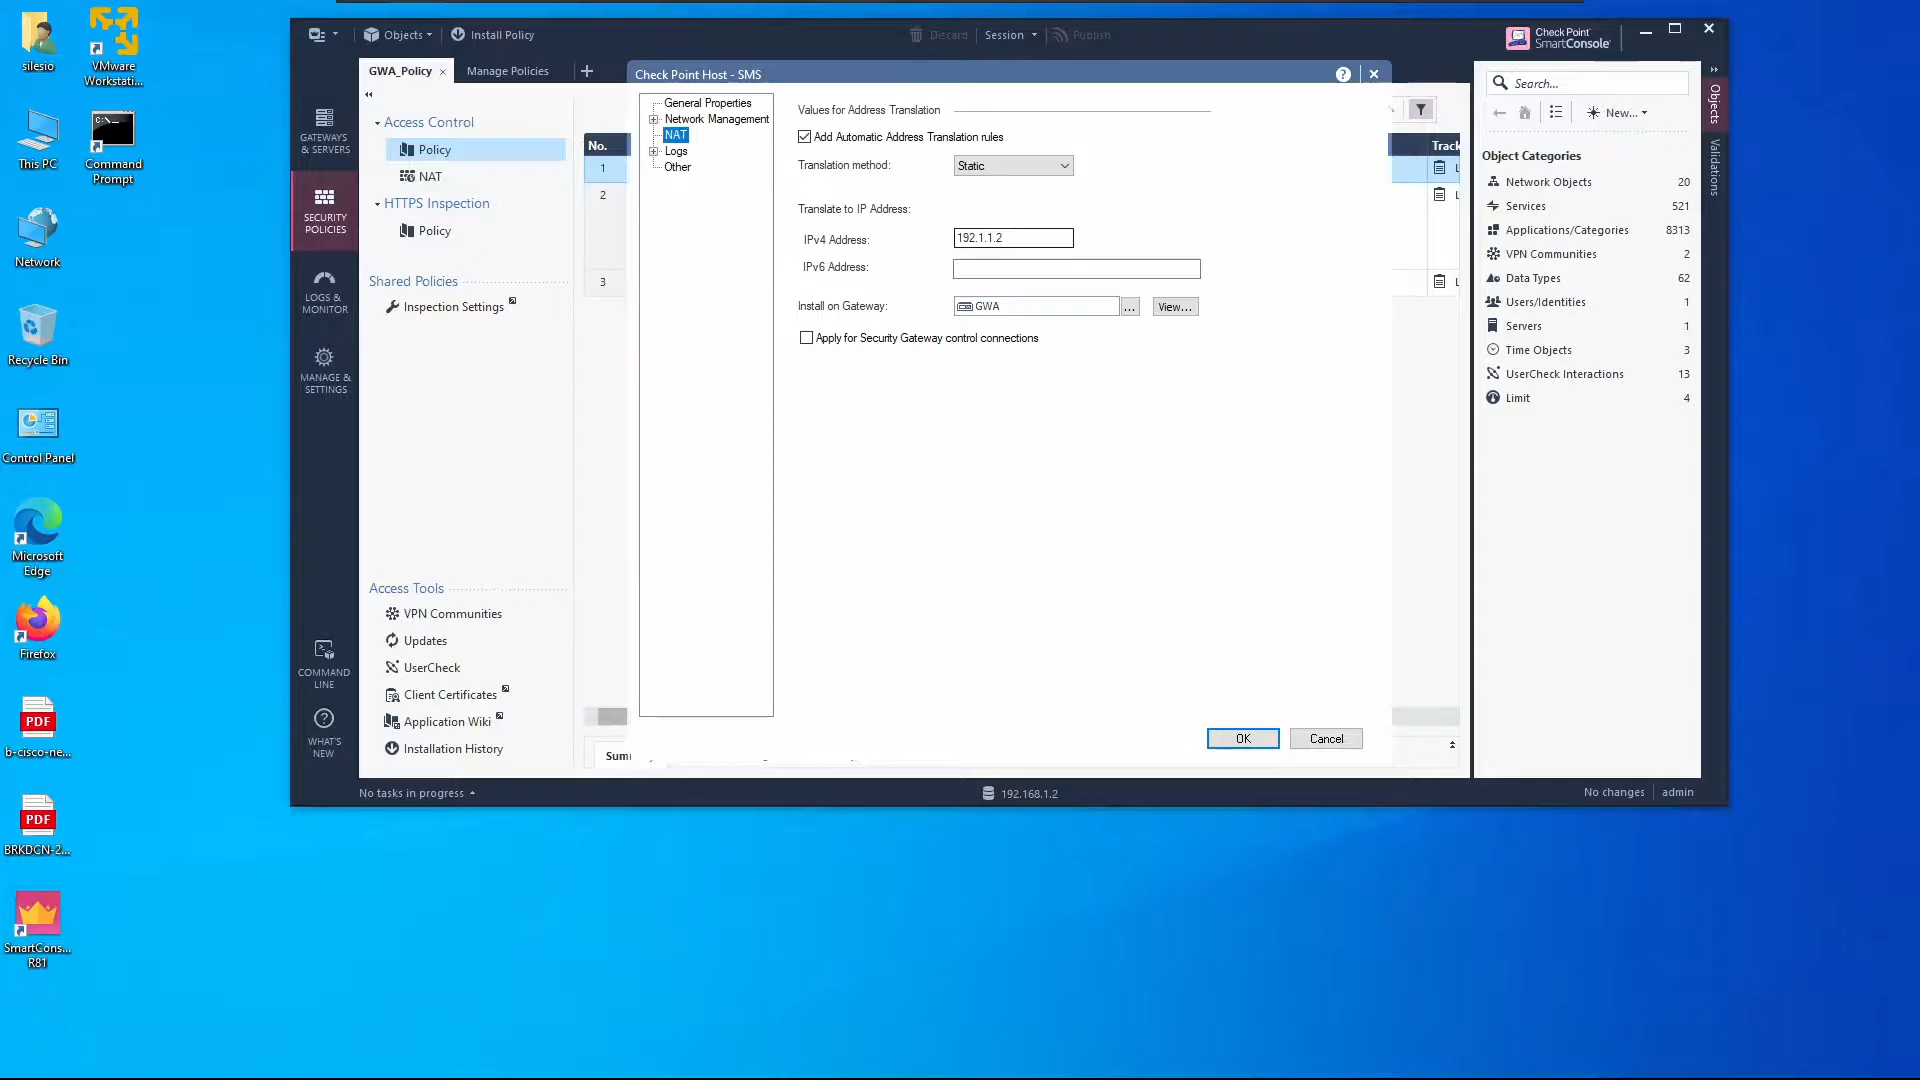 silesio
VMware
Workstati...
This PC
Command
Prompt
Network
Recycle Bin
Control Panel
Microsoft
Edge
Firefox
PDF
b-cisco-ne...
PDF
BRKDCN-2...
SmartCons...
R81
Objects
Install Policy
Discard
Session
Publish
Check Point
SmartConsole
GWA_Policy
Manage Policies
GATEWAYS
& SERVERS
SECURITY
POLICIES
LOGS &
MONITOR
MANAGE &
SETTINGS
COMMAND
LINE
WHAT'S
NEW
Access Control
Policy
NAT
HTTPS Inspection
Policy
Shared Policies
Inspection Settings
Access Tools
VPN Communities
Updates
UserCheck
Client Certificates
Application Wiki
Installation History
No.
1
2
3
Track
L
L
L
Check Point Host - SMS
General Properties
Network Management
NAT
Logs
Other
Values for Address Translation
Add Automatic Address Translation rules
Translation method:
Static
Translate to IP Address:
IPv4 Address:
192.1.1.2
IPv6 Address:
Install on Gateway:
GWA
...
View...
Apply for Security Gateway control connections
OK
Cancel
Search...
New...
Object Categories
Network Objects 20
Services 521
Applications/Categories 8313
VPN Communities 2
Data Types 62
Users/Identities 1
Servers 1
Time Objects 3
UserCheck Interactions 13
Limit 4
Objects
Validations
No tasks in progress
192.168.1.2
No changes
admin